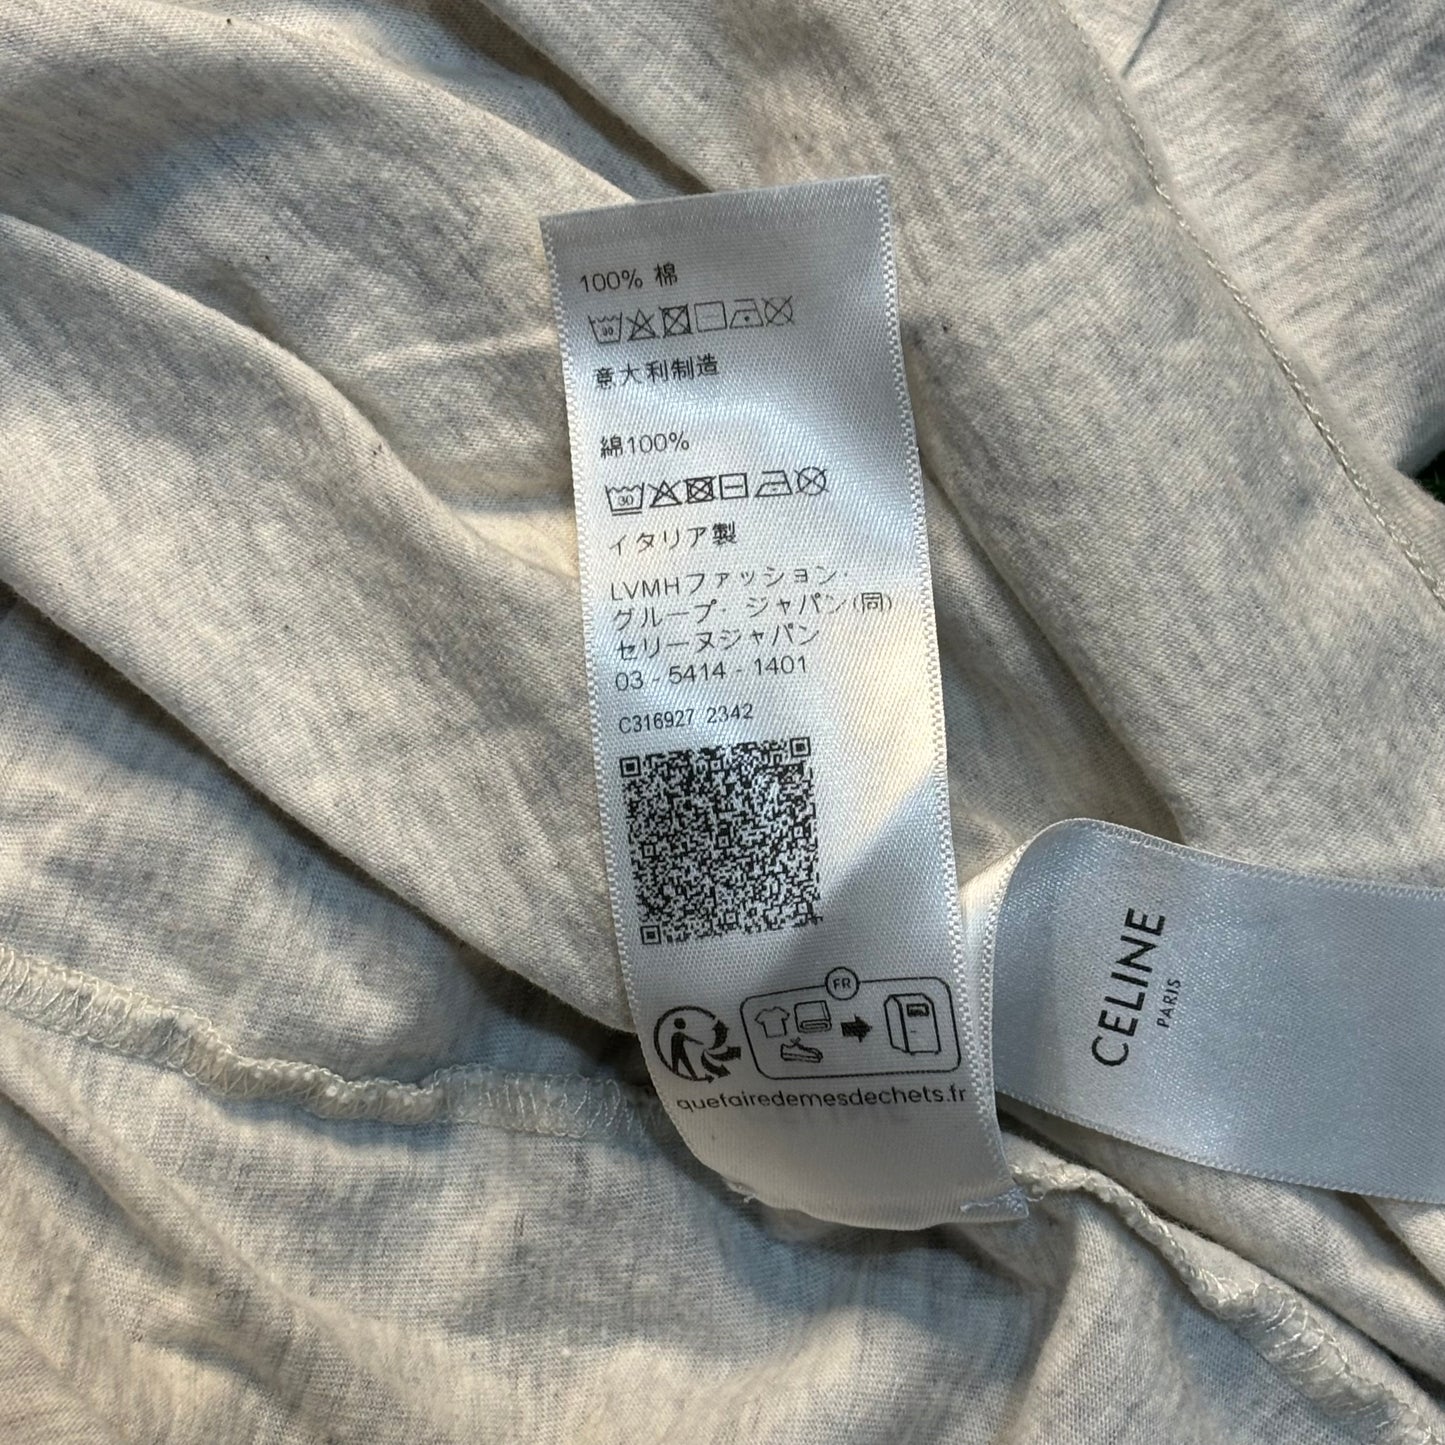 100% 棉
30
意大利制造
綿100%
30
イタリア製
LVMHファッション・
グループ・ジャパン(同)
セリーヌジャパン
03 - 5414 - 1401
C316927 2342
FR
quefairedemesdechets.fr
CELINE
PARIS